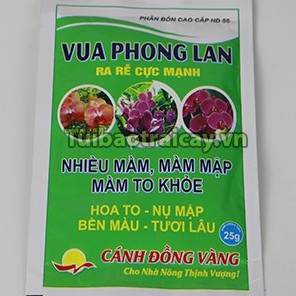 PHÂN BÓN CAO CẤP HD 55
VUA PHONG LAN
RA RỄ CỰC MẠNH
Tuibaotraicay.vn
NHIỀU MẦM, MẦM MẬP
MẦM TO KHỎE
HOA TO - NỤ MẬP
BỀN MÀU - TƯƠI LÂU
25g
CÁNH ĐỒNG VÀNG
Cho Nhà Nông Thịnh Vượng!